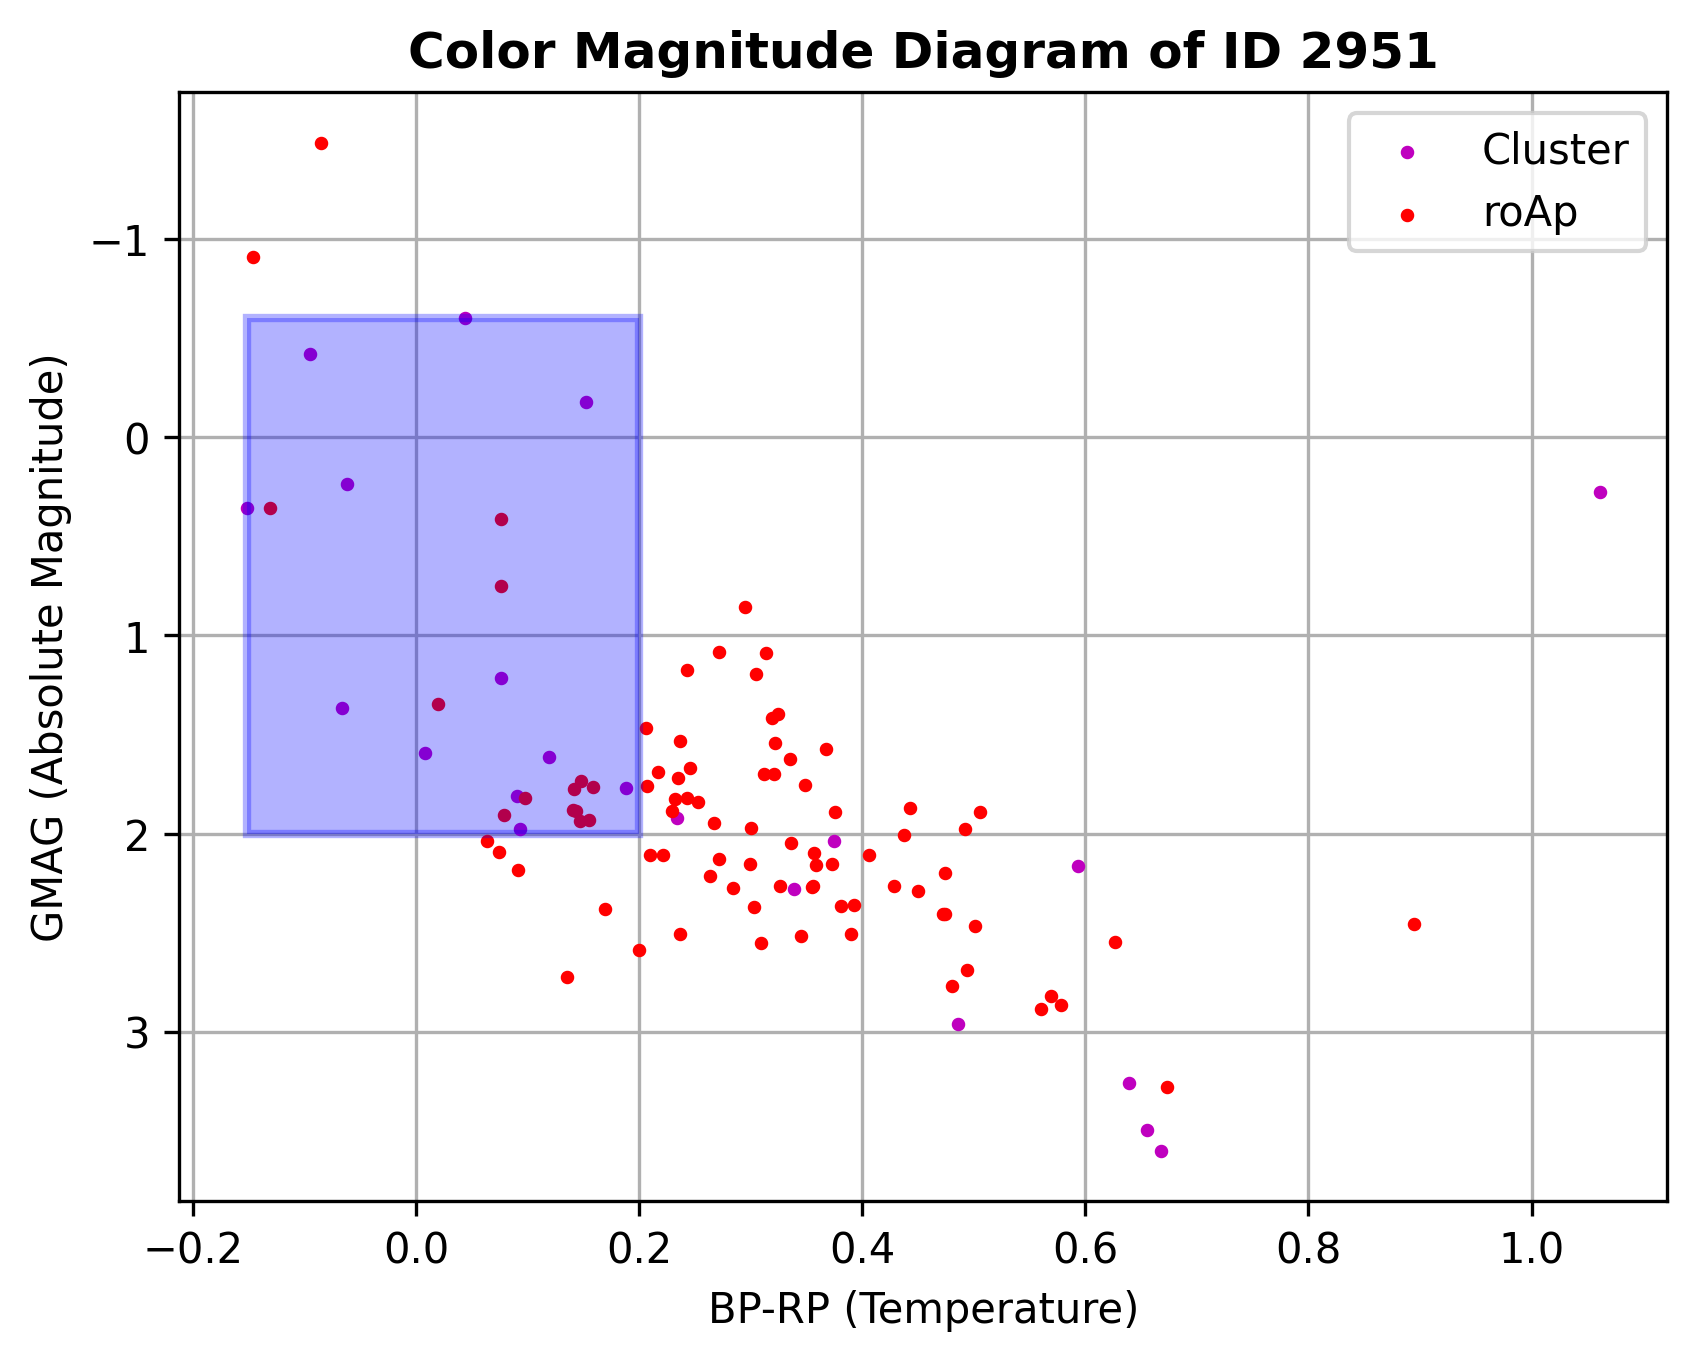 Color Magnitude Diagram of ID 2951
Cluster
roAp
GMAG (Absolute Magnitude)
−1
0
1
2
3
−0.2 0.0 0.2 0.4 0.6 0.8 1.0
BP-RP (Temperature)